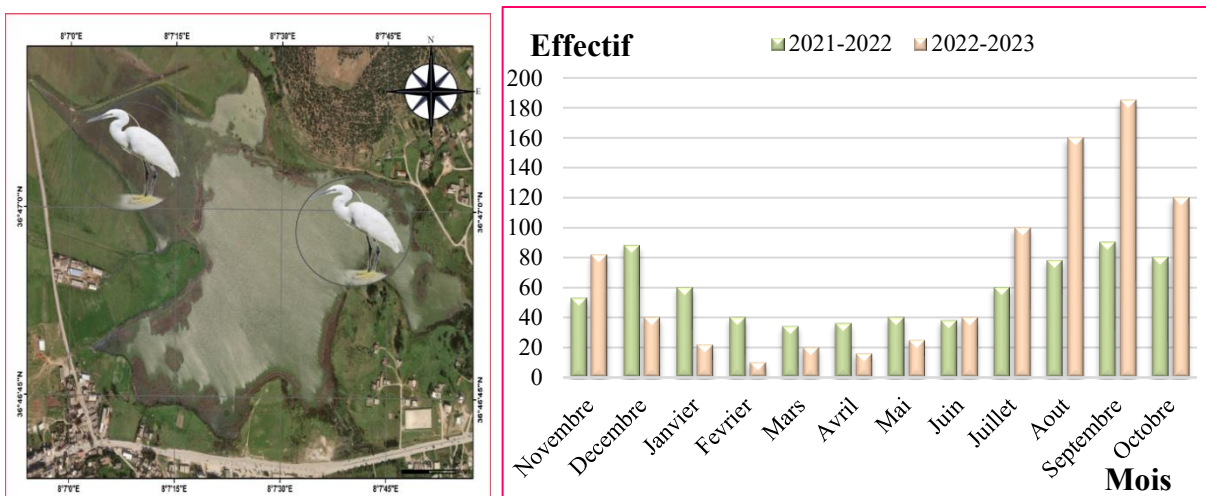 8°7'0"E 8°7'15"E 8°7'30"E 8°7'45"E
N
E
36°47'0"N
36°47'0"N
36°46'45"N
36°46'45"N
8°7'0"E 8°7'15"E 8°7'30"E 8°7'45"E
Effectif
2021-2022 2022-2023
200
180
160
140
120
100
80
60
40
20
0
Novembre Decembre Janvier Fevrier Mars Avril Mai Juin Juillet Aout Septembre Octobre
Mois